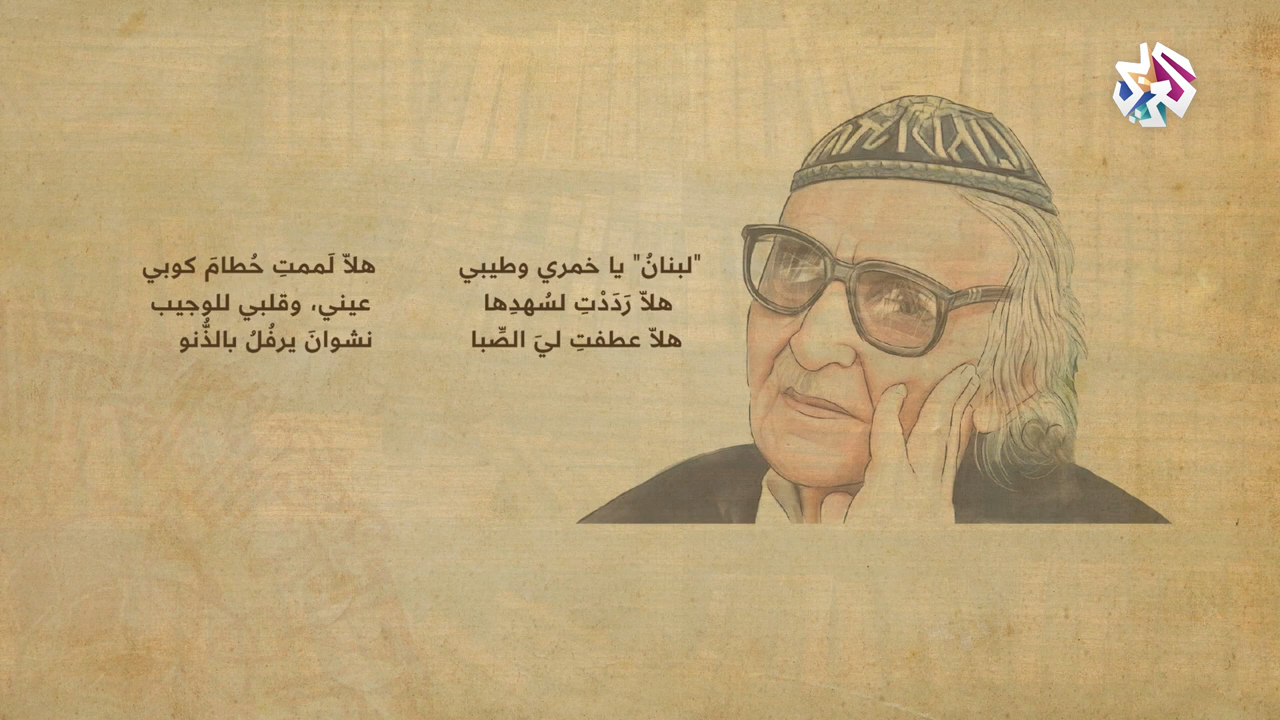 "لبنانُ" يا خمري وطيبي هلاّ لَممتِ حُطامَ كوبي
هلاّ رَدَدْتِ لسُهدِها عيني، وقلبي للوجيب
هلاّ عطفتِ ليَ الصِّبا نشوانَ يرفُلُ بالذُّنو